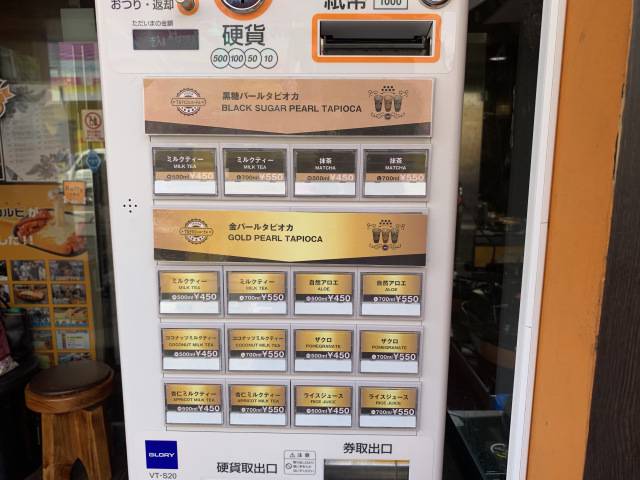 おつり・返却
紙幣
1000
ただいまの金額
硬貨
500 100 50 10
黒糖パールタピオカ
BLACK SUGAR PEARL TAPIOCA
ミルクティー
MILK TEA
500ml ¥450
ミルクティー
MILK TEA
700ml ¥550
抹茶
MATCHA
500ml ¥450
抹茶
MATCHA
700ml ¥550
金パールタピオカ
GOLD PEARL TAPIOCA
ミルクティー
MILK TEA
500ml ¥450
ミルクティー
MILK TEA
700ml ¥550
自然アロエ
ALOE
500ml ¥450
自然アロエ
ALOE
700ml ¥550
ココナッツミルクティー
COCONUT MILK TEA
500ml ¥450
ココナッツミルクティー
COCONUT MILK TEA
700ml ¥550
ザクロ
POMEGRANATE
500ml ¥450
ザクロ
POMEGRANATE
700ml ¥550
杏仁ミルクティー
APRICOT MILK TEA
500ml ¥450
杏仁ミルクティー
APRICOT MILK TEA
700ml ¥550
ライスジュース
RICE JUICE
500ml ¥450
ライスジュース
RICE JUICE
700ml ¥550
GLORY
VT-S20
硬貨取出口
注意
券取出口